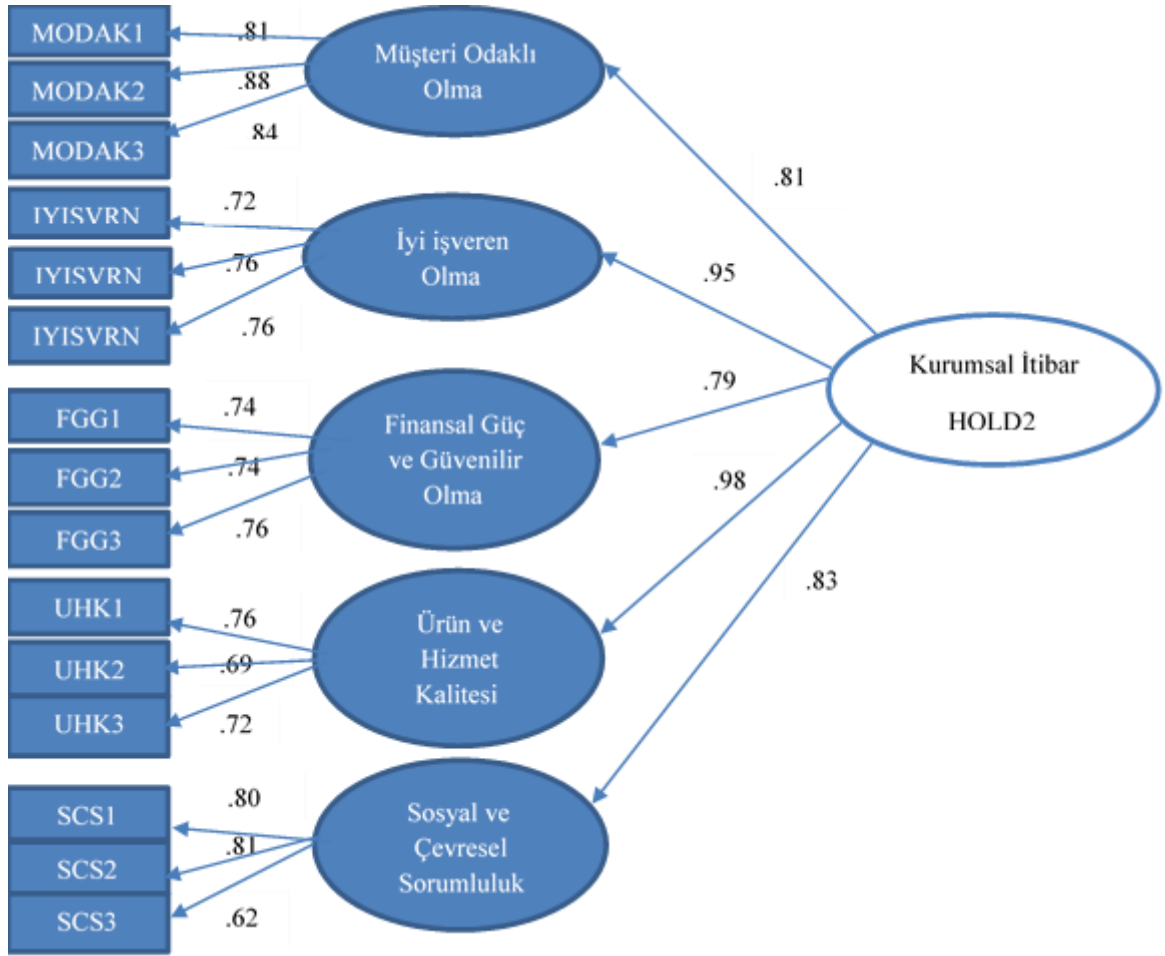 MODAK1
.81
MODAK2
.88
MODAK3
84
Müşteri Odaklı
Olma
IYISVRN
.72
IYISVRN
.76
IYISVRN
.76
İyi işveren
Olma
FGG1
.74
FGG2
.74
FGG3
.76
Finansal Güç
ve Güvenilir
Olma
UHK1
.76
UHK2
.69
UHK3
.72
Ürün ve
Hizmet
Kalitesi
SCS1
.80
SCS2
.81
SCS3
.62
Sosyal ve
Çevresel
Sorumluluk
.81
.95
.79
.98
.83
Kurumsal İtibar
HOLD2